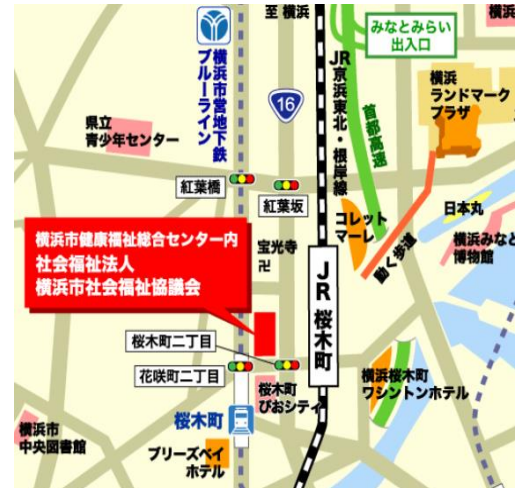 至 横浜
横浜
みなとみらい
出入口
横浜市営地下鉄
ブルーライン
16
JR京浜東北・根岸線
首都高速
横浜
ランドマーク
プラザ
県立
青少年センター
紅葉橋
紅葉坂
コレット
マーレ
動く歩道
日本丸
横浜みなと
博物館
横浜市健康福祉総合センター内
社会福祉法人
横浜市社会福祉協議会
宝光寺
卍
JR 桜木町
桜木町二丁目
花咲町二丁目
桜木町
ぴおシティ
横浜桜木町
ワシントンホテル
桜木町
横浜市
中央図書館
ブリーズベイ
ホテル